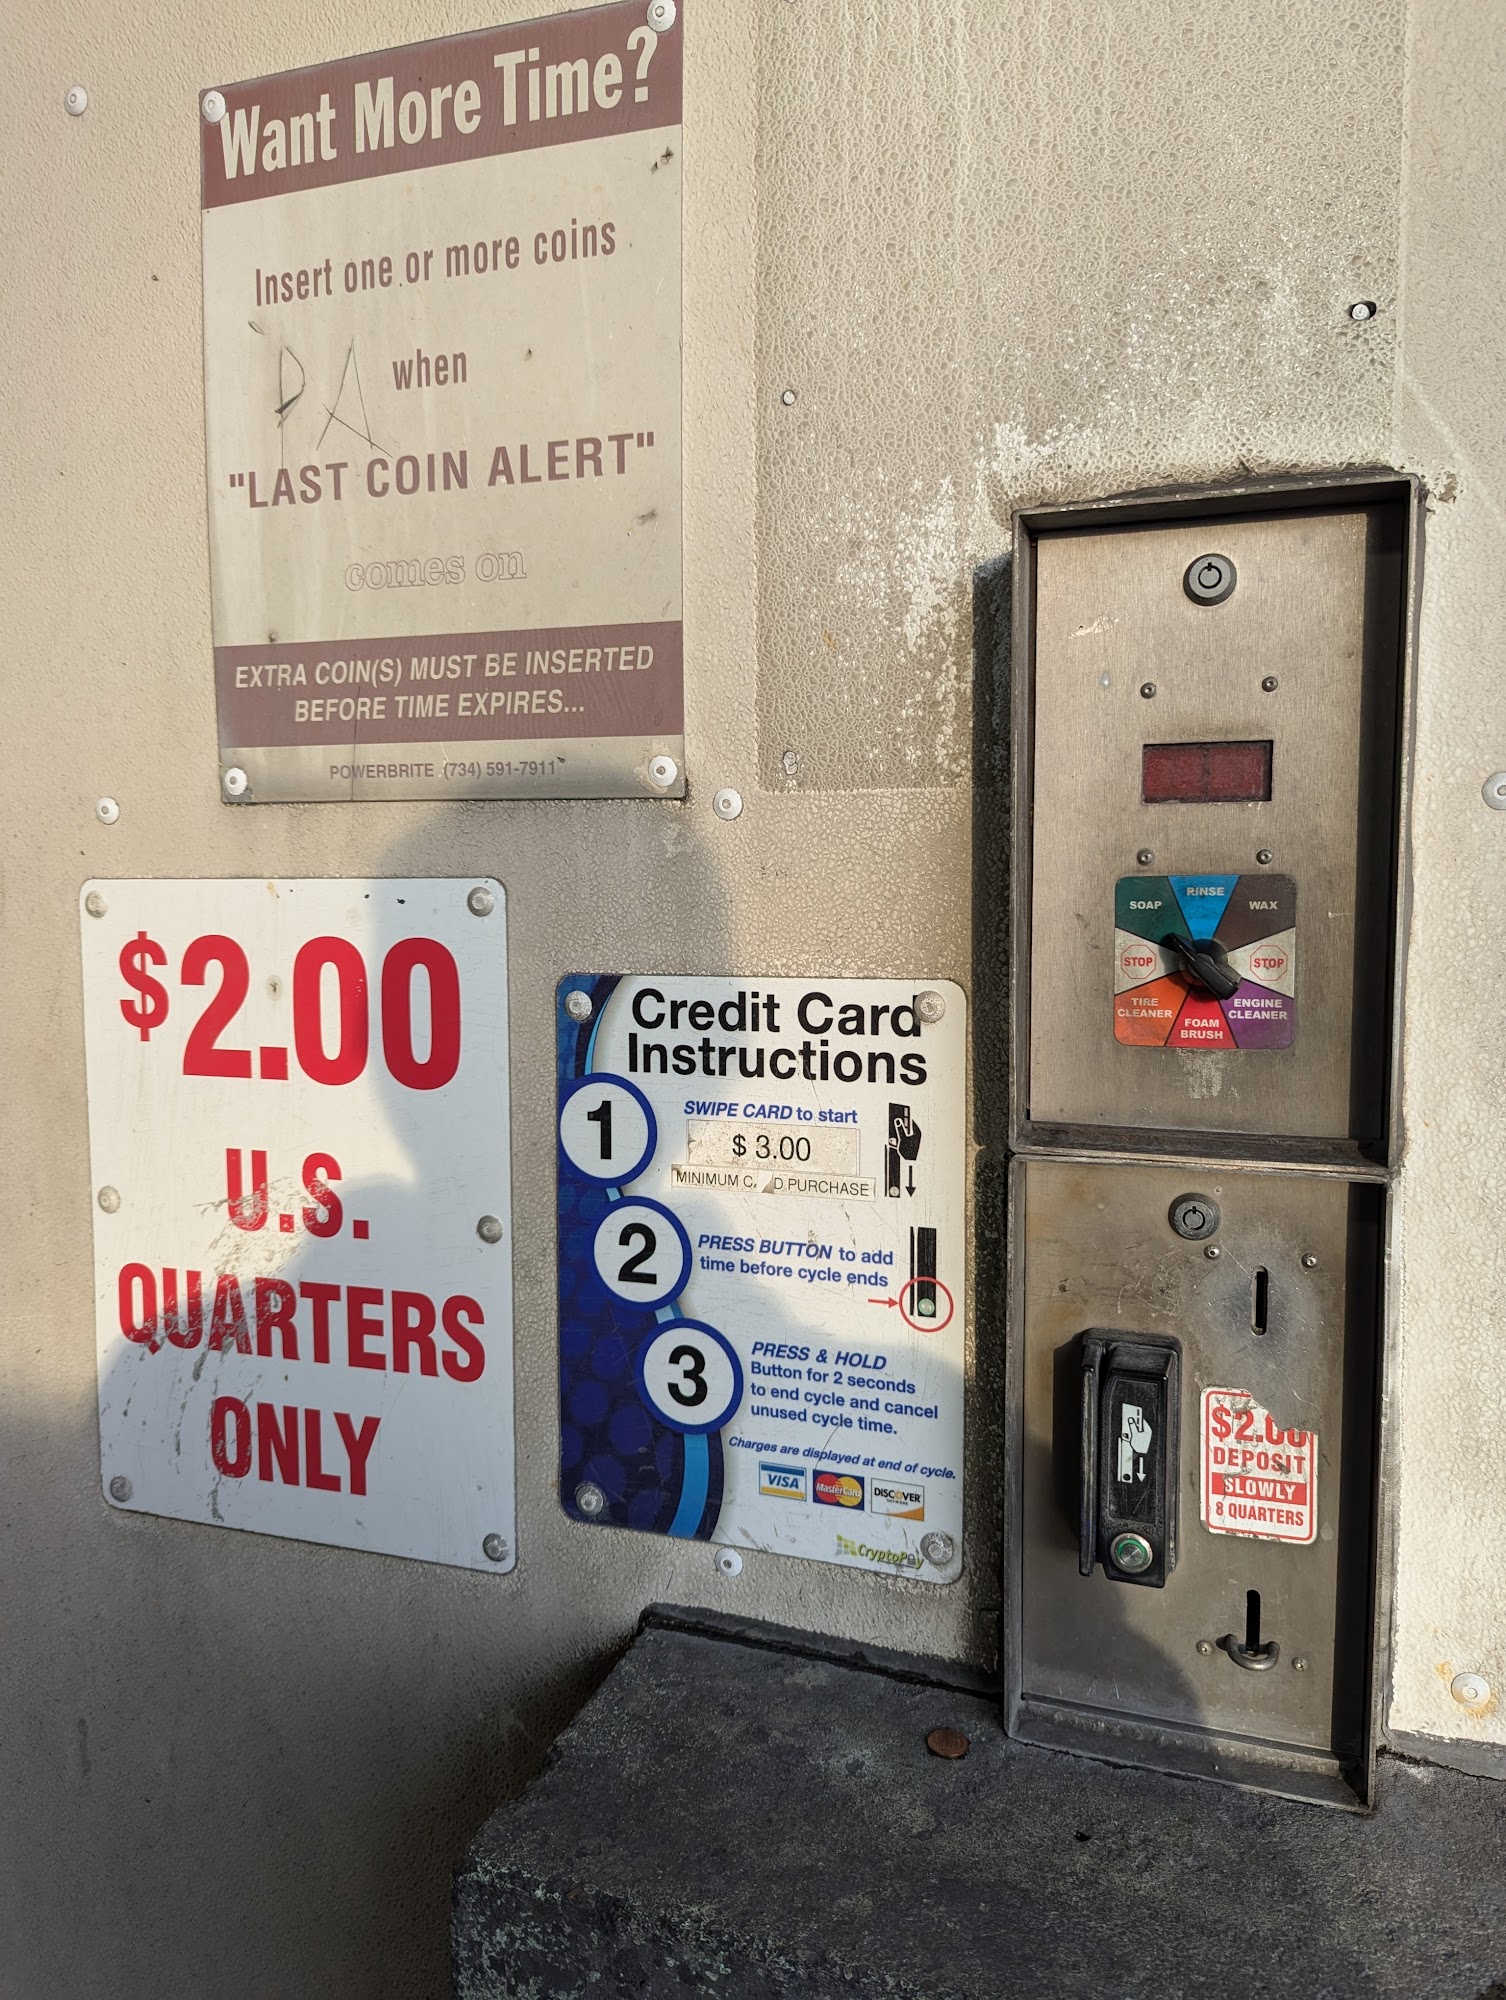 Want More Time?
Insert one or more coins
PA
when
"LAST COIN ALERT"
comes on
EXTRA COIN(S) MUST BE INSERTED
BEFORE TIME EXPIRES...
POWERBRITE (734) 591-7911
$2.00
U.S.
QUARTERS
ONLY
Credit Card
Instructions
1
SWIPE CARD to start
$ 3.00
MINIMUM C   D PURCHASE
2
PRESS BUTTON to add
time before cycle ends
3
PRESS & HOLD
Button for 2 seconds
to end cycle and cancel
unused cycle time.
Charges are displayed at end of cycle.
VISA
MasterCard
DISCOVER
NETWORK
CryptoPay
SOAP
RINSE
WAX
STOP
STOP
TIRE
CLEANER
FOAM
BRUSH
ENGINE
CLEANER
$2.00
DEPOSIT
SLOWLY
8 QUARTERS